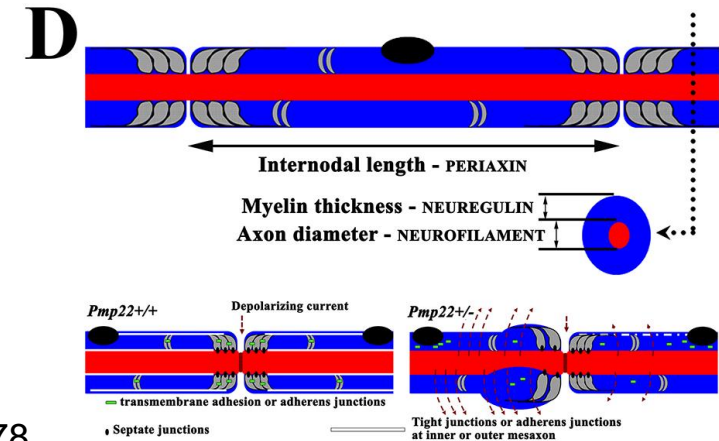 D
Internodal length - PERIAXIN
Myelin thickness - NEUREGULIN
Axon diameter - NEUROFILAMENT
Pmp22+/+
Depolarizing current
Pmp22+/-
transmembrane adhesion or adherens junctions
Septate junctions
Tight junctions or adherens junctions
at inner or outer mesaxon
78